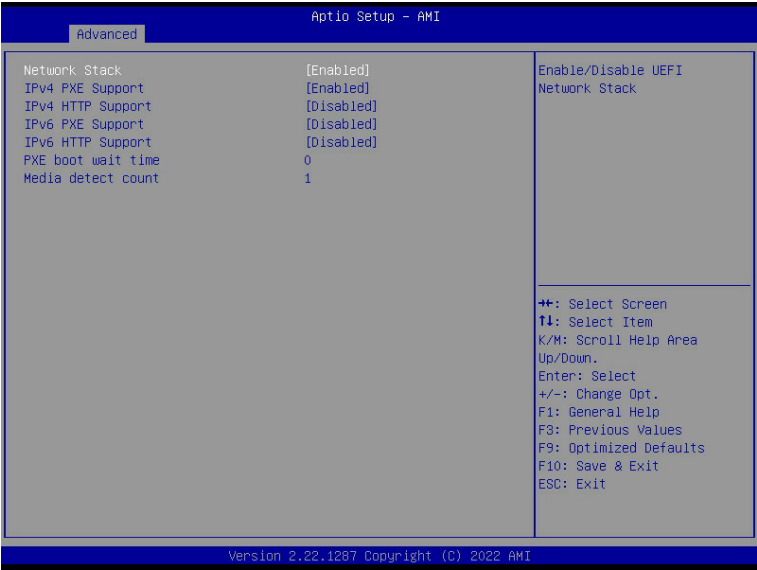 Aptio Setup – AMI
Advanced
Network Stack [Enabled]
IPv4 PXE Support [Enabled]
IPv4 HTTP Support [Disabled]
IPv6 PXE Support [Disabled]
IPv6 HTTP Support [Disabled]
PXE boot wait time 0
Media detect count 1
Enable/Disable UEFI
Network Stack
→←: Select Screen
↑↓: Select Item
K/M: Scroll Help Area
Up/Down.
Enter: Select
+/-: Change Opt.
F1: General Help
F3: Previous Values
F9: Optimized Defaults
F10: Save & Exit
ESC: Exit
Version 2.22.1287 Copyright (C) 2022 AMI